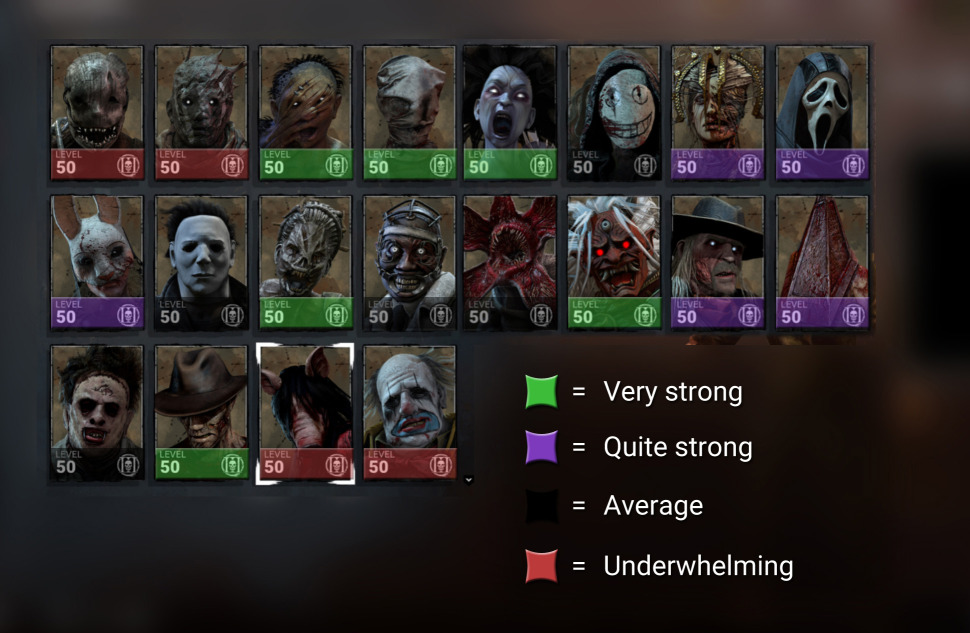 LEVEL LEVEL LEVEL LEVEL LEVEL LEVEL LEVEL LEVEL
50 50 50 50 50 50 50 50
LEVEL LEVEL LEVEL LEVEL LEVEL LEVEL LEVEL LEVEL
50 50 50 50 50 50 50 50
LEVEL LEVEL LEVEL LEVEL
50 50 50 50
= Very strong
= Quite strong
= Average
= Underwhelming